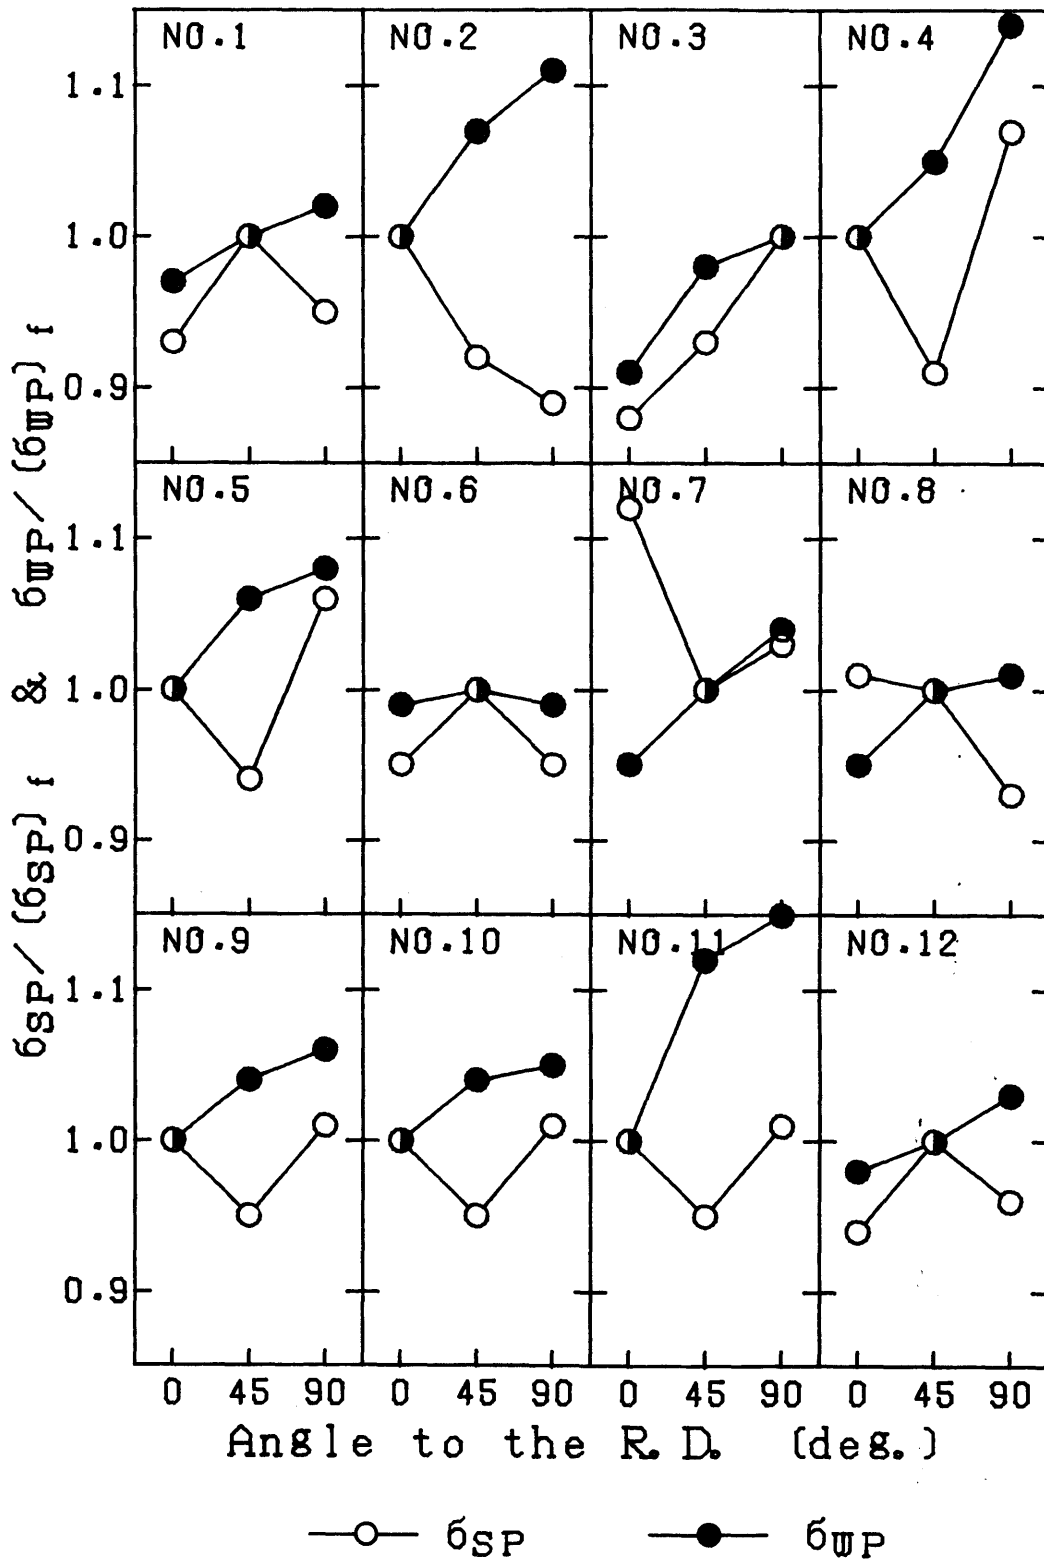 NO.1 NO.2 NO.3 NO.4
1.1
1.0
0.9
NO.5 NO.6 NO.7 NO.8
1.1
1.0
0.9
NO.9 NO.10 NO.11 NO.12
1.1
1.0
0.9
0 45 90 0 45 90 0 45 90 0 45 90
Angle to the R.D. (deg.)
σSP/(σSP)f & σWP/(σWP)f
σSP σWP